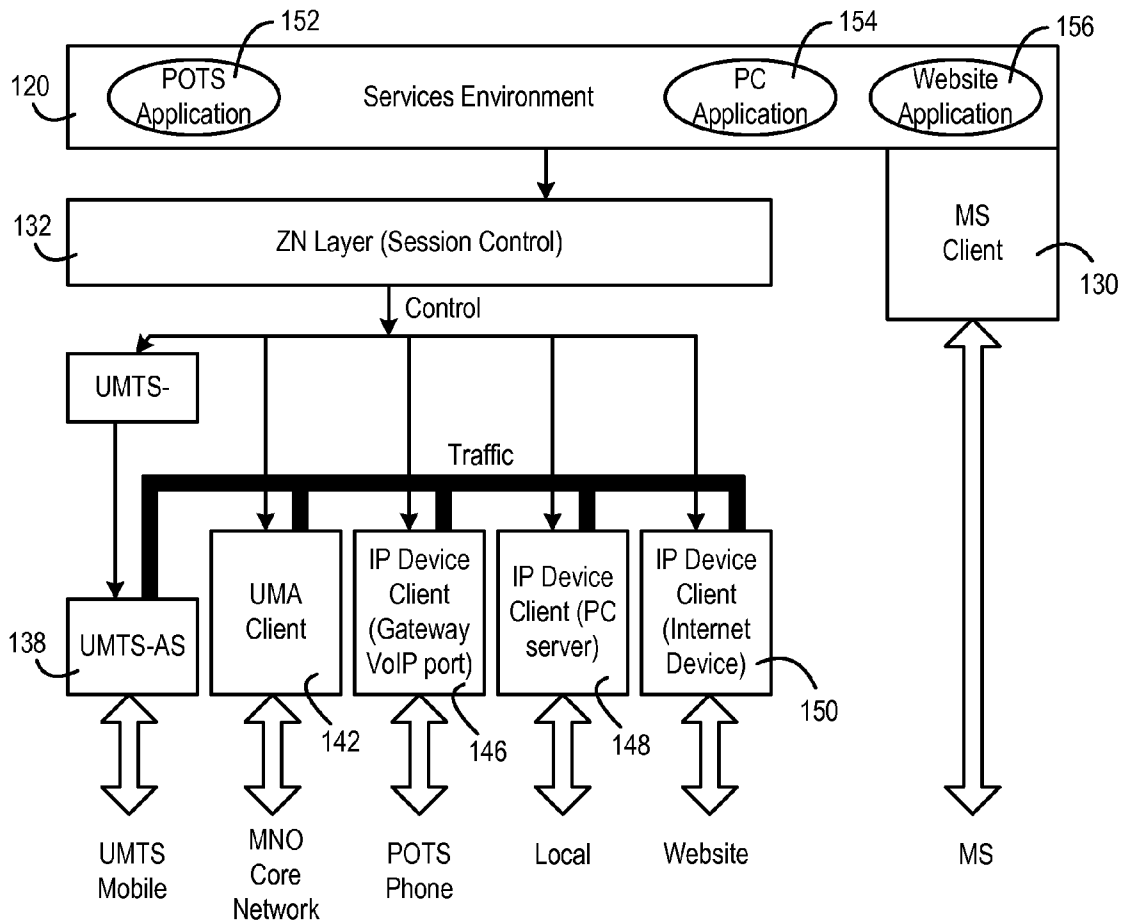 152
154
156
120
POTS
Application
Services Environment
PC
Application
Website
Application
132
ZN Layer (Session Control)
MS
Client
130
Control
UMTS-
Traffic
138
UMTS-AS
UMA
Client
IP Device
Client
(Gateway
VoIP port)
IP Device
Client (PC
server)
IP Device
Client
(Internet
Device)
142
146
148
150
UMTS
Mobile
MNO
Core
Network
POTS
Phone
Local
Website
MS